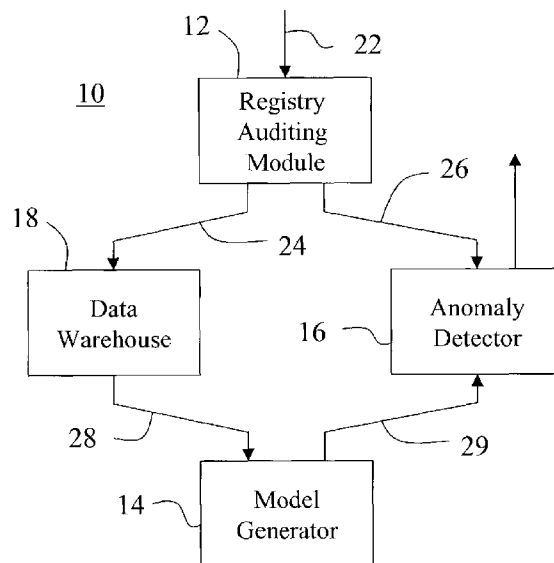 12
22
10
Registry
Auditing
Module
26
18
24
Data
Warehouse
16
Anomaly
Detector
28
29
14
Model
Generator